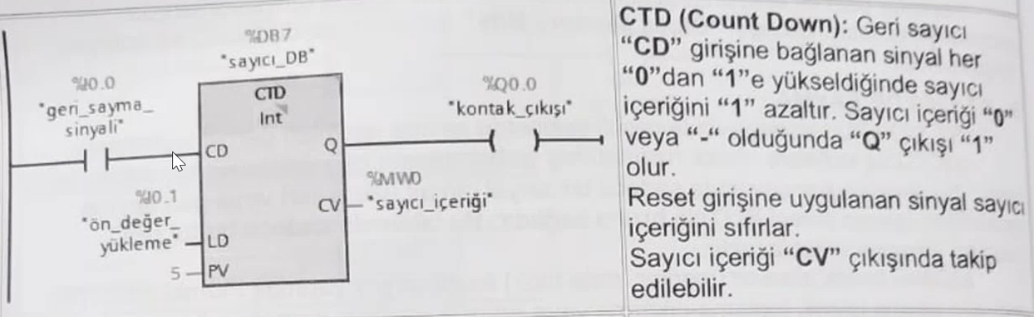 %DB7
"sayıcı_DB"
%I0.0
"geri_sayma_
sinyali"
CTD
Int
%Q0.0
"kontak_çıkışı"
CD
Q
%MW0
CV
"sayıcı_içeriği"
%I0.1
"ön_değer_
yükleme"
LD
5
PV
CTD (Count Down): Geri sayıcı
"CD" girişine bağlanan sinyal her
"0"dan "1"e yükseldiğinde sayıcı
içeriğini "1" azaltır. Sayıcı içeriği "0"
veya "-" olduğunda "Q" çıkışı "1"
olur.
Reset girişine uygulanan sinyal sayıcı
içeriğini sıfırlar.
Sayıcı içeriği "CV" çıkışında takip
edilebilir.